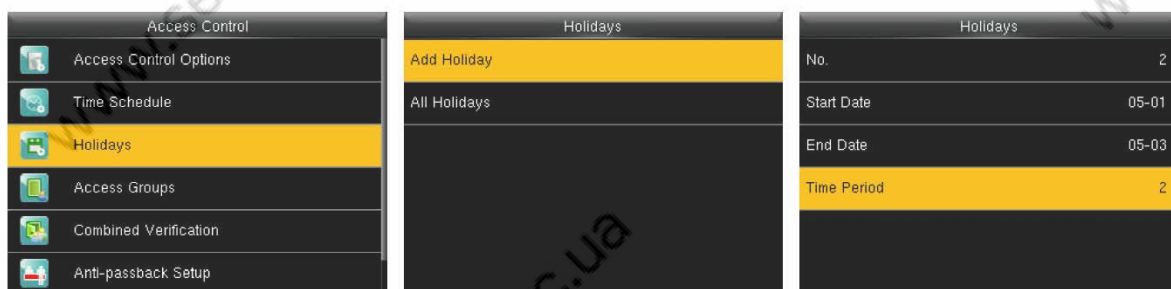 Access Control
Access Control Options
Time Schedule
Holidays
Access Groups
Combined Verification
Anti-passback Setup
Holidays
Add Holiday
All Holidays
Holidays
No. 2
Start Date 05-01
End Date 05-03
Time Period 2